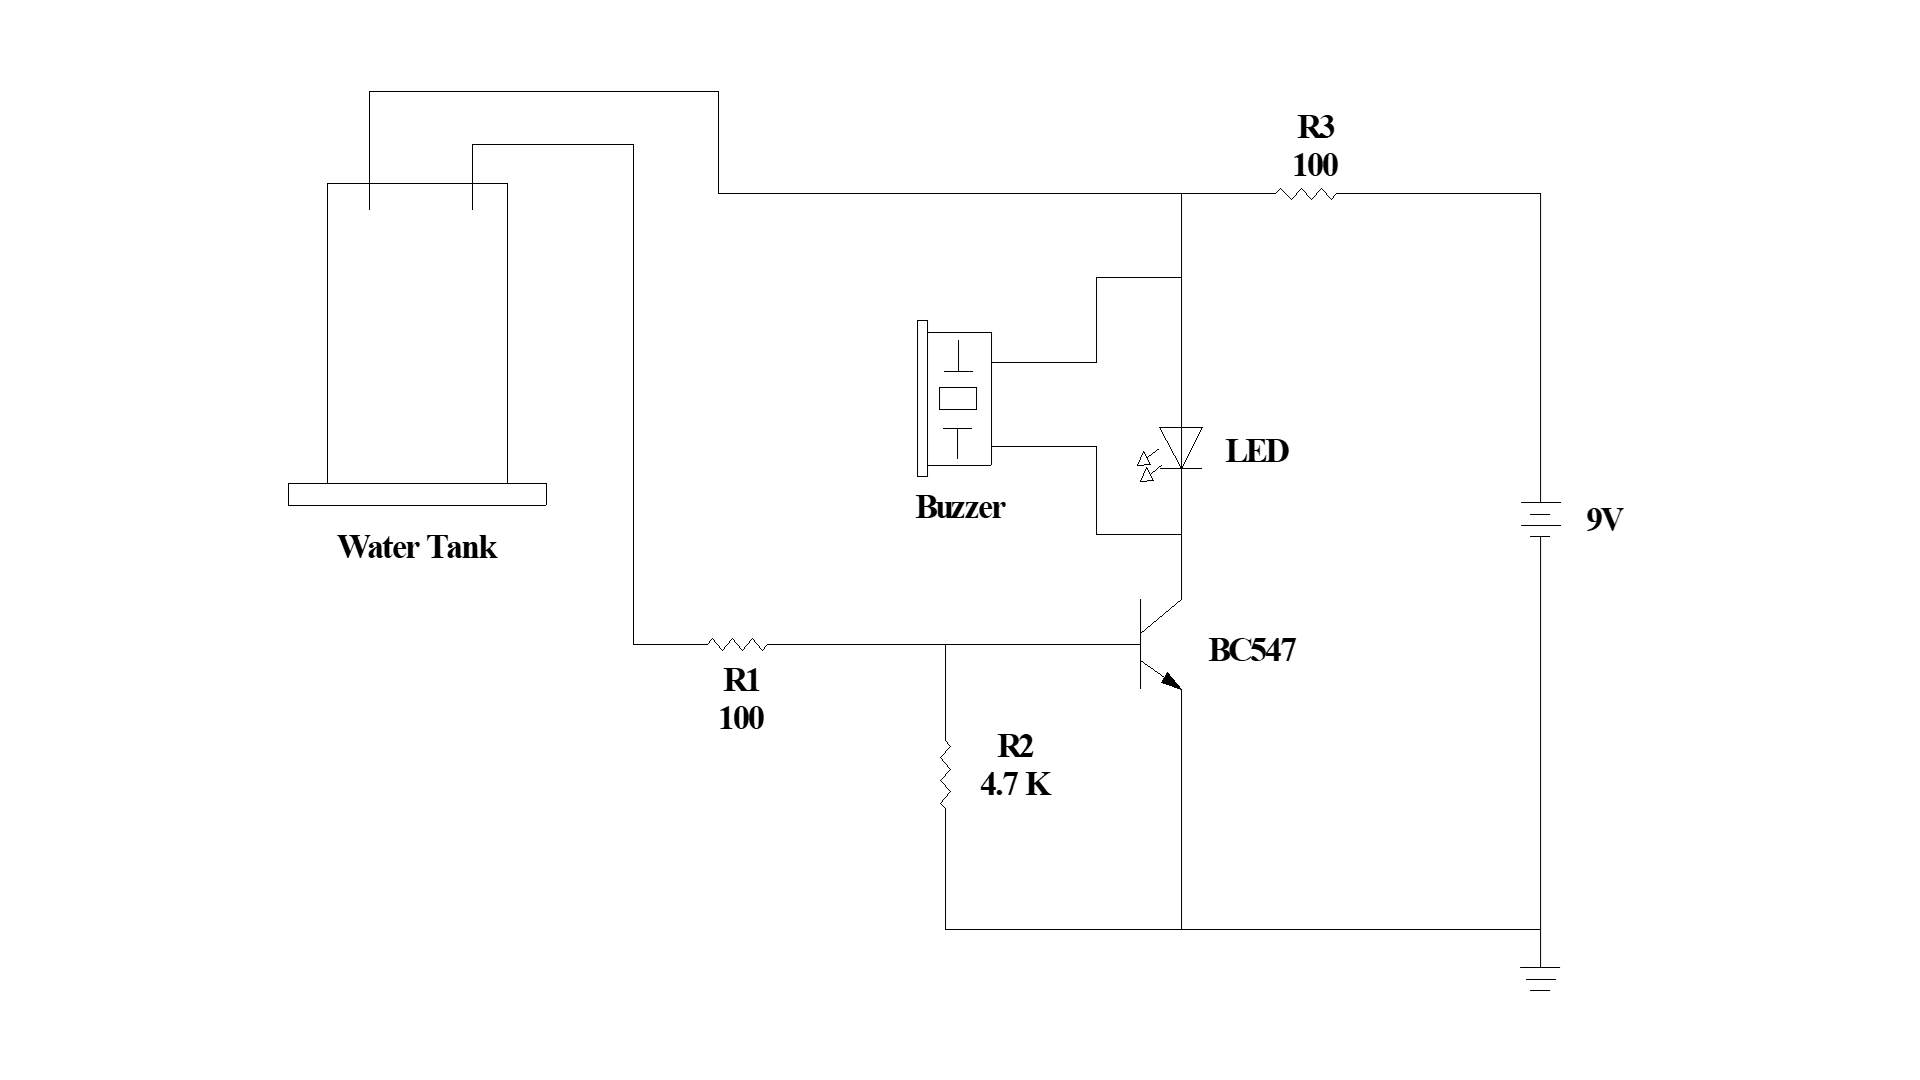 R3
100
LED
Buzzer
9V
Water Tank
BC547
R1
100
R2
4.7 K